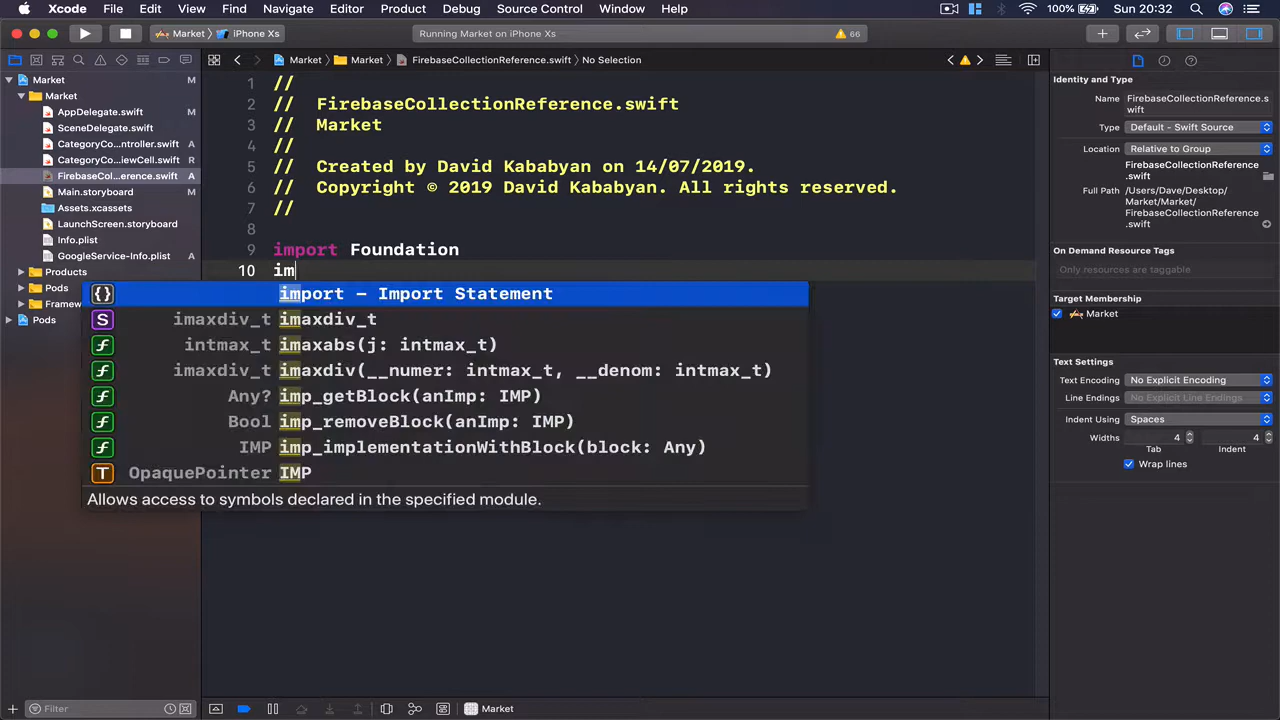 Xcode File Edit View Find Navigate Editor Product Debug Source Control Window Help 100% Sun 20:32
Market iPhone Xs Running Market on iPhone Xs 66
Market Market FirebaseCollectionReference.swift No Selection
Market M
Market
AppDelegate.swift M
SceneDelegate.swift
CategoryCo...ntroller.swift A
CategoryCo...iewCell.swift R
FirebaseCol...erence.swift A
Main.storyboard M
Assets.xcassets
LaunchScreen.storyboard
Info.plist
GoogleService-Info.plist A
Products
Pods
Framew
Pods
Filter
1 //
2 // FirebaseCollectionReference.swift
3 // Market
4 //
5 // Created by David Kababyan on 14/07/2019.
6 // Copyright © 2019 David Kababyan. All rights reserved.
7 //
8
9 import Foundation
10 im
{} import - Import Statement
S imaxdiv_t imaxdiv_t
f intmax_t imaxabs(j: intmax_t)
f imaxdiv_t imaxdiv(__numer: intmax_t, __denom: intmax_t)
f Any? imp_getBlock(anImp: IMP)
f Bool imp_removeBlock(anImp: IMP)
f IMP imp_implementationWithBlock(block: Any)
T OpaquePointer IMP
Allows access to symbols declared in the specified module.
Market
Identity and Type
Name FirebaseCollectionReference.s
wift
Type Default - Swift Source
Location Relative to Group
FirebaseCollectionReference
.swift
Full Path /Users/Dave/Desktop/
Market/Market/
FirebaseCollectionReference
.swift
On Demand Resource Tags
Only resources are taggable
Target Membership
Market
Text Settings
Text Encoding No Explicit Encoding
Line Endings No Explicit Line Endings
Indent Using Spaces
Widths 4 4
Tab Indent
Wrap lines